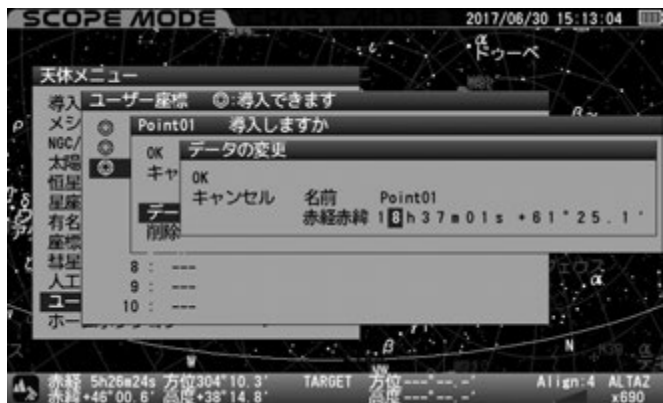 SCOPE MODE 2017/06/30 15:13:04
α
ドゥーベ
天体メニュー
導入 ユーザー座標 ◎:導入できます
メシ Point01 導入しますか
NGC/ OK データの変更
太陽 キャ OK
恒星 キャンセル 名前 Point01
星座 デー 赤経赤緯 18h37m01s +61°25.1'
有名 削除
座標
彗星 8 : ---
人工 9 : ---
ユー 10 : ---
α
β
N
赤経 5h26m24s 方位304°10.3' TARGET 方位---°--.-' Align:4 ALTAZ
赤緯+46°00.6' 高度+38°14.8' 高度---°--.-' x690